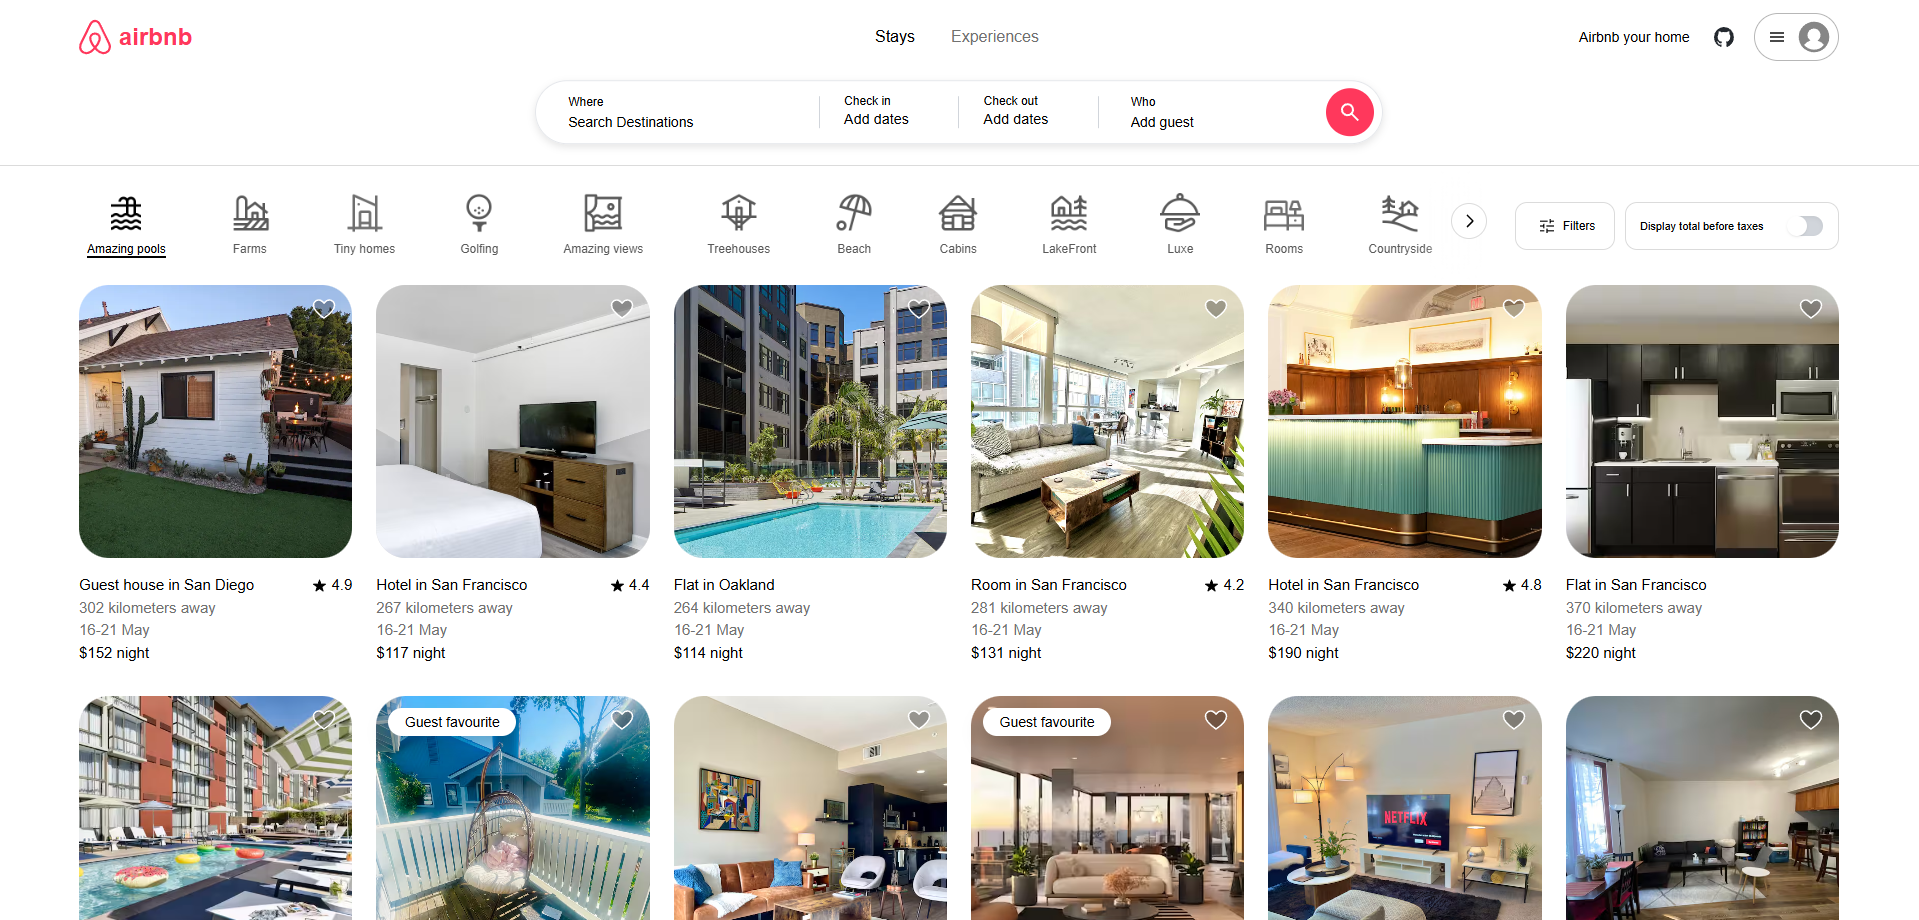 airbnb
Stays
Experiences
Airbnb your home
Where
Search Destinations
Check in
Add dates
Check out
Add dates
Who
Add guest
Amazing pools
Farms
Tiny homes
Golfing
Amazing views
Treehouses
Beach
Cabins
LakeFront
Luxe
Rooms
Countryside
Filters
Display total before taxes
Guest house in San Diego
4.9
302 kilometers away
16-21 May
$152 night
Hotel in San Francisco
4.4
267 kilometers away
16-21 May
$117 night
Flat in Oakland
264 kilometers away
16-21 May
$114 night
Room in San Francisco
4.2
281 kilometers away
16-21 May
$131 night
Hotel in San Francisco
4.8
340 kilometers away
16-21 May
$190 night
Flat in San Francisco
370 kilometers away
16-21 May
$220 night
Guest favourite
Guest favourite
NETFLIX